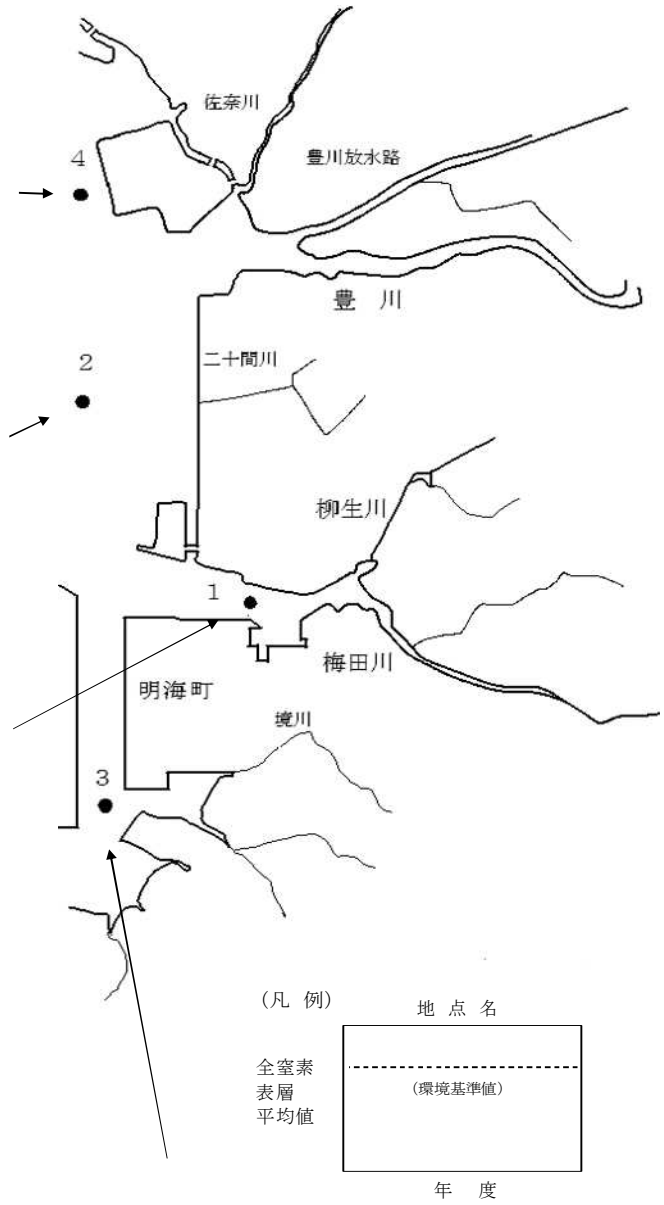 佐奈川
4
豊川放水路
豊　川
2
二十間川
柳生川
1
梅田川
明海町
境川
3
(凡 例)
地 点 名
全窒素
表層
平均値
(環境基準値)
年　度